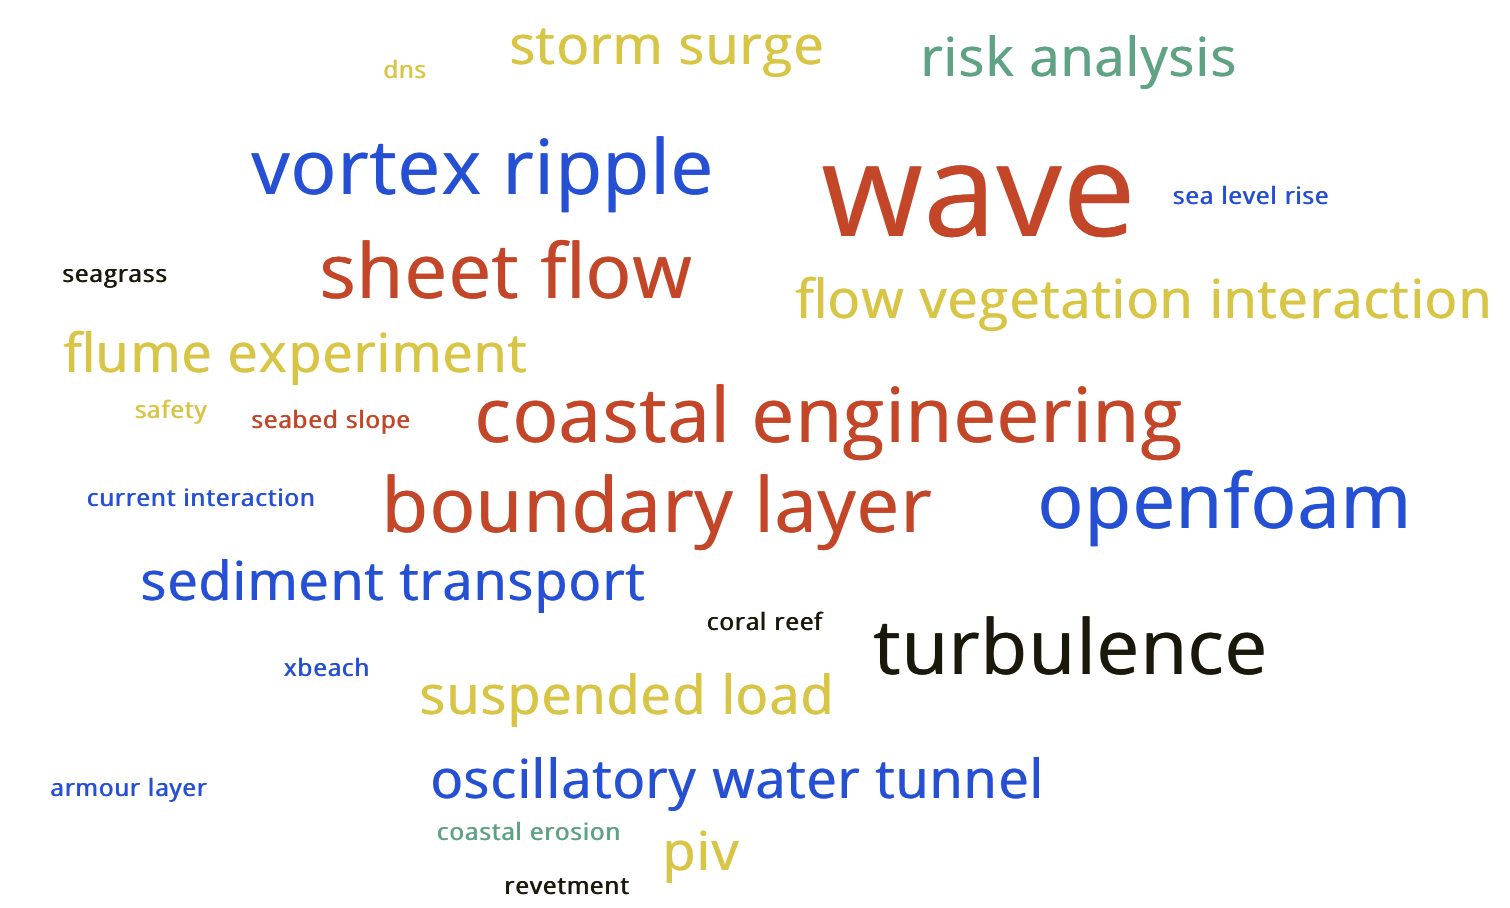 storm surge
risk analysis
dns
vortex ripple
wave
sea level rise
seagrass
sheet flow
flow vegetation interaction
flume experiment
safety
seabed slope
coastal engineering
current interaction
boundary layer
openfoam
sediment transport
coral reef
turbulence
xbeach
suspended load
armour layer
oscillatory water tunnel
coastal erosion
piv
revetment